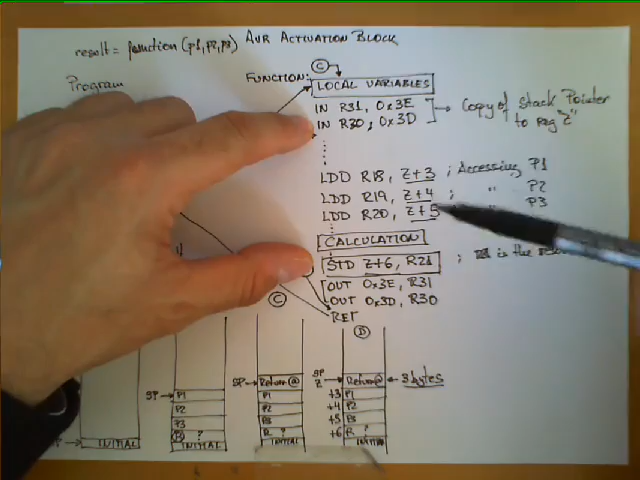 result = function (p1,p2,p3) AVR ACTIVATION BLOCK
Program
FUNCTION:
C
LOCAL VARIABLES
IN R31, 0x3E
IN R30, 0x3D
Copy of Stack Pointer
to Reg "Z"
LDD R18, Z+3 ; Accessing P1
LDD R19, Z+4 ; " P2
LDD R20, Z+5 " P3
CALCULATION
STD Z+6, R21 ; is the
OUT 0x3E, R31
OUT 0x3D, R30
RET
C
D
SP
P1
P2
P3
R ?
INITIAL
INITIAL
SP
Return@
P1
P2
P3
R ?
INITIAL
SP
Z
Return@
3 bytes
+3 P1
+4 P2
+5 P3
+6 R ?
INITIAL